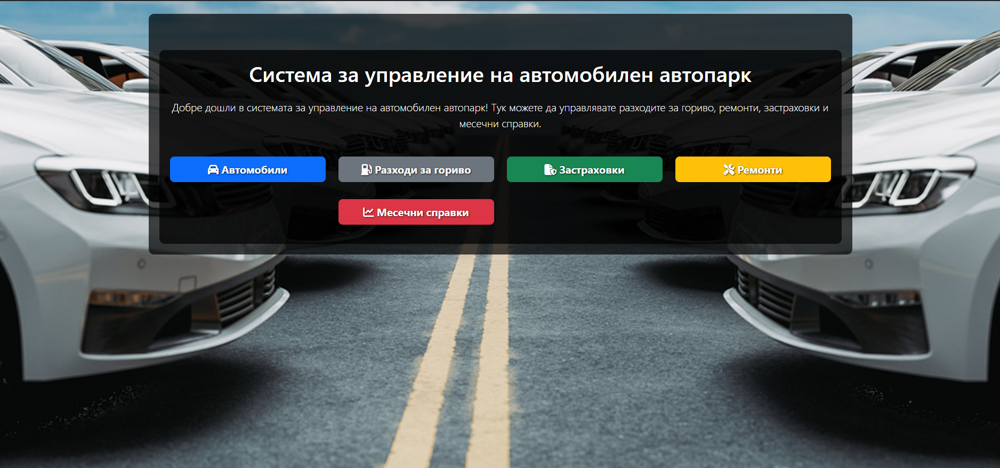 Система за управление на автомобилен автопарк
Добре дошли в системата за управление на автомобилен автопарк! Тук можете да управлявате разходите за гориво, ремонти, застраховки и
месечни справки.
Автомобили
Разходи за гориво
Застраховки
Ремонти
Месечни справки